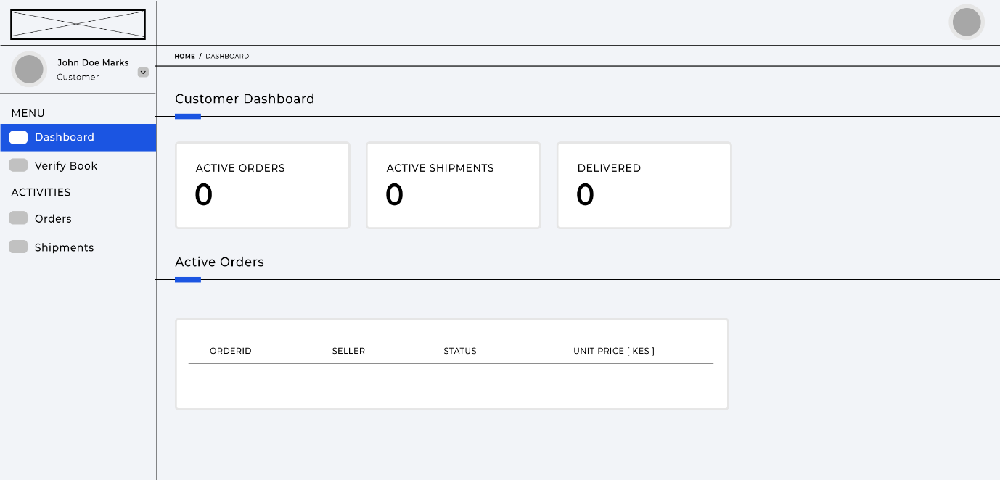 John Doe Marks
Customer
MENU
Dashboard
Verify Book
ACTIVITIES
Orders
Shipments
HOME / DASHBOARD
Customer Dashboard
ACTIVE ORDERS
0
ACTIVE SHIPMENTS
0
DELIVERED
0
Active Orders
ORDERID SELLER STATUS UNIT PRICE [ KES ]